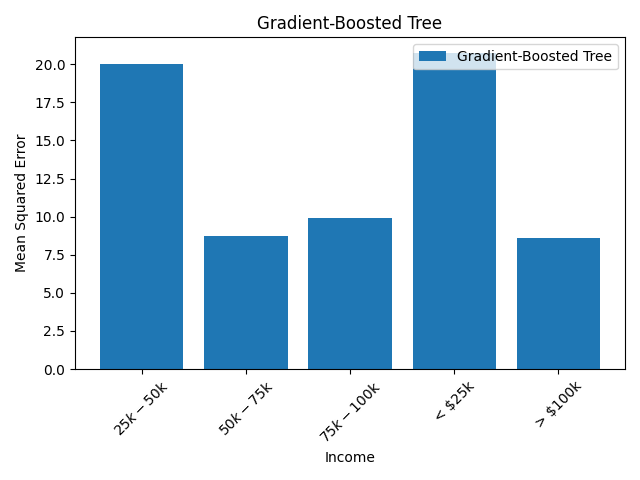 Gradient-Boosted Tree
Gradient-Boosted Tree
20.0
17.5
15.0
12.5
10.0
7.5
5.0
2.5
0.0
Mean Squared Error
25k - 50k
50k - 75k
75k - 100k
< $25k
> $100k
Income